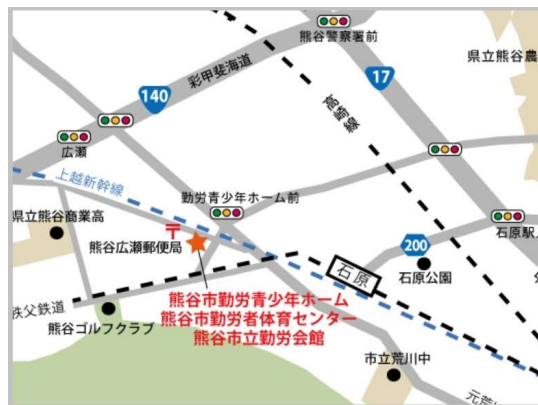 熊谷警察署前
県立熊谷農
彩甲斐海道
17
140
高崎線
広瀬
上越新幹線
勤労青少年ホーム前
県立熊谷商業高
〒
熊谷広瀬郵便局
石原駅
200
石原
石原公園
熊谷市勤労青少年ホーム
熊谷市勤労者体育センター
熊谷市立勤労会館
秩父鉄道
熊谷ゴルフクラブ
市立荒川中
元荒川